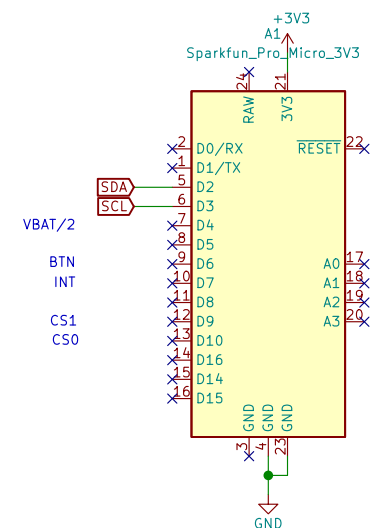 +3V3
A1
Sparkfun_Pro_Micro_3V3
24 21
RAW 3V3
2 D0/RX RESET 22
1 D1/TX
SDA 5 D2
SCL 6 D3
VBAT/2 7 D4
8 D5
BTN 9 D6 A0 17
INT 10 D7 A1 18
11 D8 A2 19
CS1 12 D9 A3 20
CS0 13 D10
14 D16
15 D14
16 D15
GND GND GND
3 4 23
GND